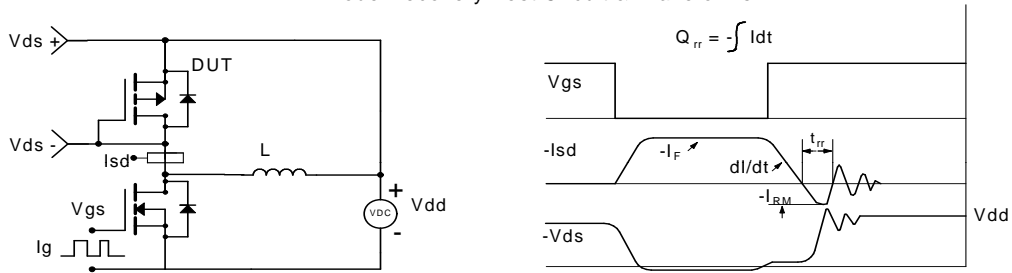 Q rr = - ∫ Idt
Vds +
DUT
Vds -
Isd
L
Vgs
Ig
VDC
+
-
Vdd
Vgs
-Isd
-I F
dI/dt
t rr
-I RM
Vdd
-Vds